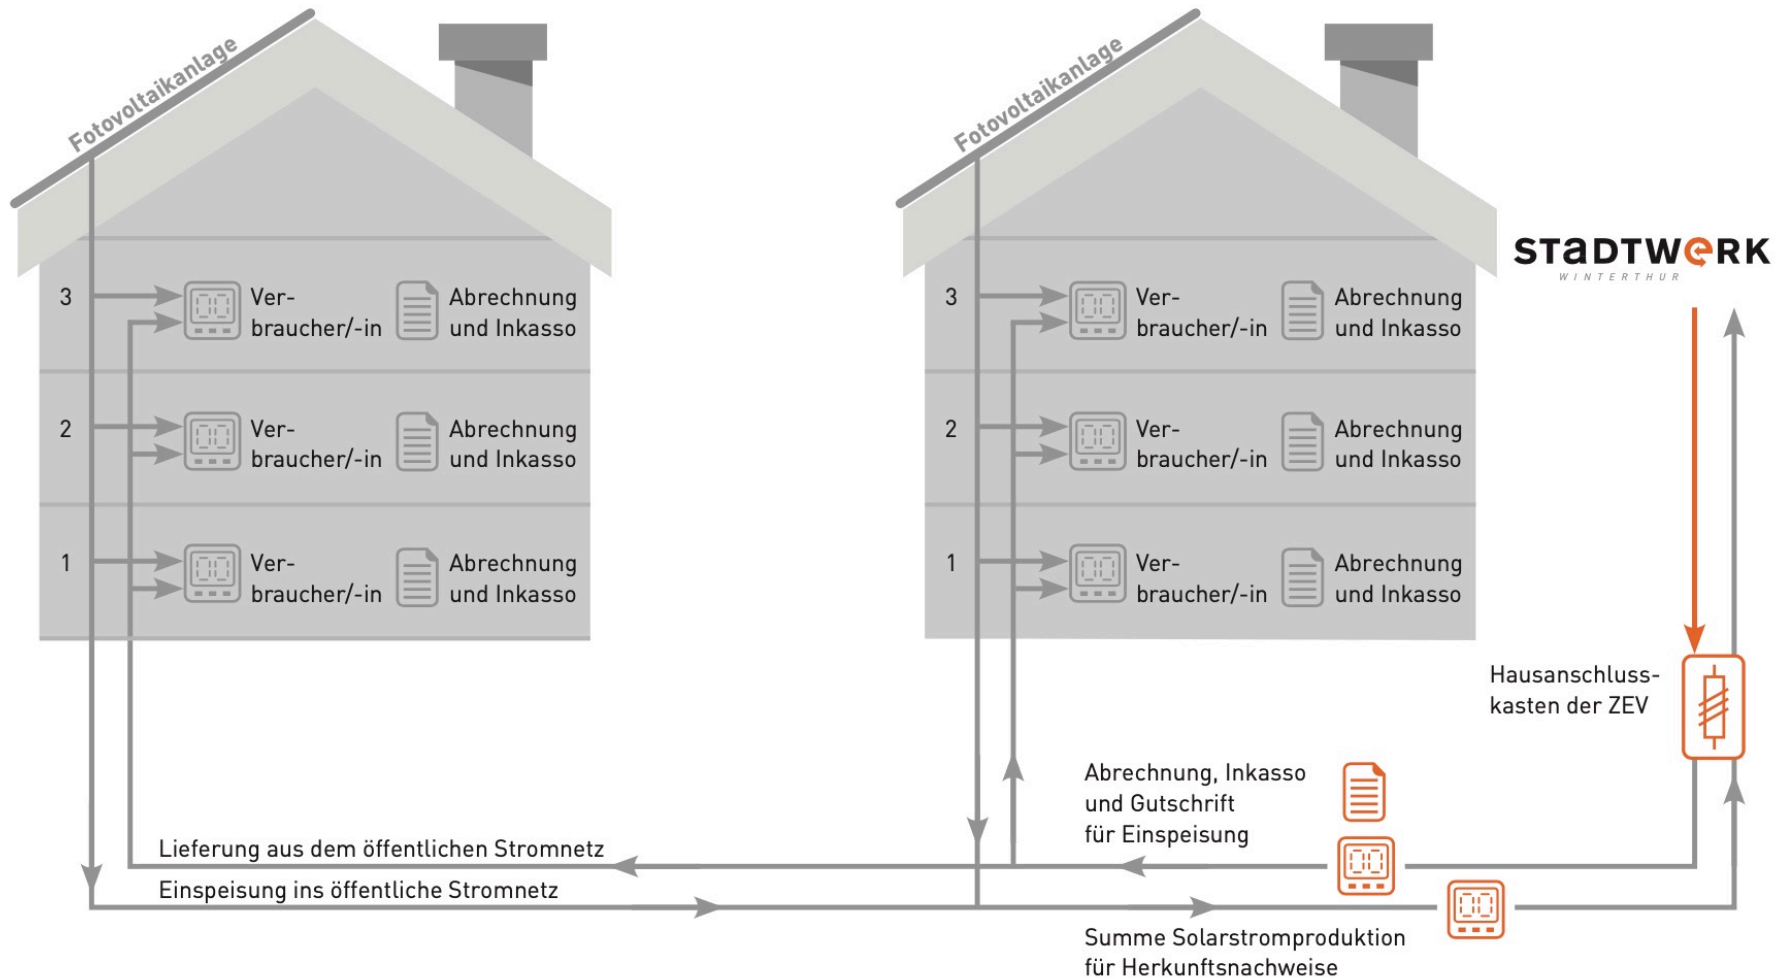 Fotovoltaikanlage
3
Ver-
braucher/-in
Abrechnung
und Inkasso
2
Ver-
braucher/-in
Abrechnung
und Inkasso
1
Ver-
braucher/-in
Abrechnung
und Inkasso
Fotovoltaikanlage
3
Ver-
braucher/-in
Abrechnung
und Inkasso
2
Ver-
braucher/-in
Abrechnung
und Inkasso
1
Ver-
braucher/-in
Abrechnung
und Inkasso
STaDTWeRK
WINTERTHUR
Hausanschluss-
kasten der ZEV
Abrechnung, Inkasso
und Gutschrift
für Einspeisung
Lieferung aus dem öffentlichen Stromnetz
Einspeisung ins öffentliche Stromnetz
Summe Solarstromproduktion
für Herkunftsnachweise